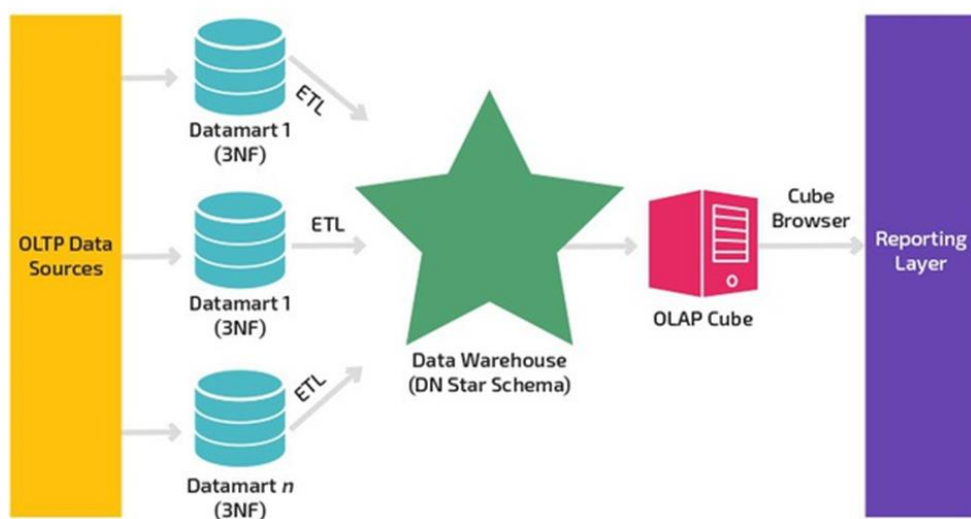 OLTP Data
Sources
Datamart 1
(3NF)
ETL
Datamart 1
(3NF)
ETL
Datamart n
(3NF)
ETL
Data Warehouse
(DN Star Schema)
OLAP Cube
Cube
Browser
Reporting
Layer